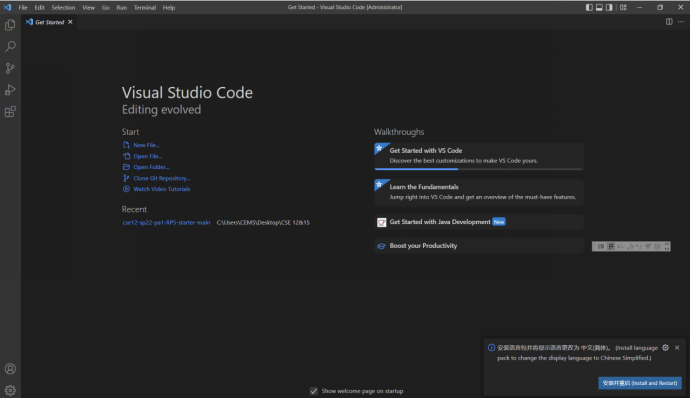 File Edit Selection View Go Run Terminal Help
Get Started - Visual Studio Code [Administrator]
Get Started
Visual Studio Code
Editing evolved
Start
New File...
Open File...
Open Folder...
Clone Git Repository...
Watch Video Tutorials
Recent
cse12-sp22-pa1-RPS-starter-main C:\Users\CEMS\Desktop\CSE 12&15
Walkthroughs
Get Started with VS Code
Discover the best customizations to make VS Code yours.
Learn the Fundamentals
Jump right into VS Code and get an overview of the must-have features.
Get Started with Java Development New
Boost your Productivity
安装语言包并将显示语言更改为 中文(简体)。 (Install language
pack to change the display language to Chinese Simplified.)
安装并重启 (Install and Restart)
Show welcome page on startup